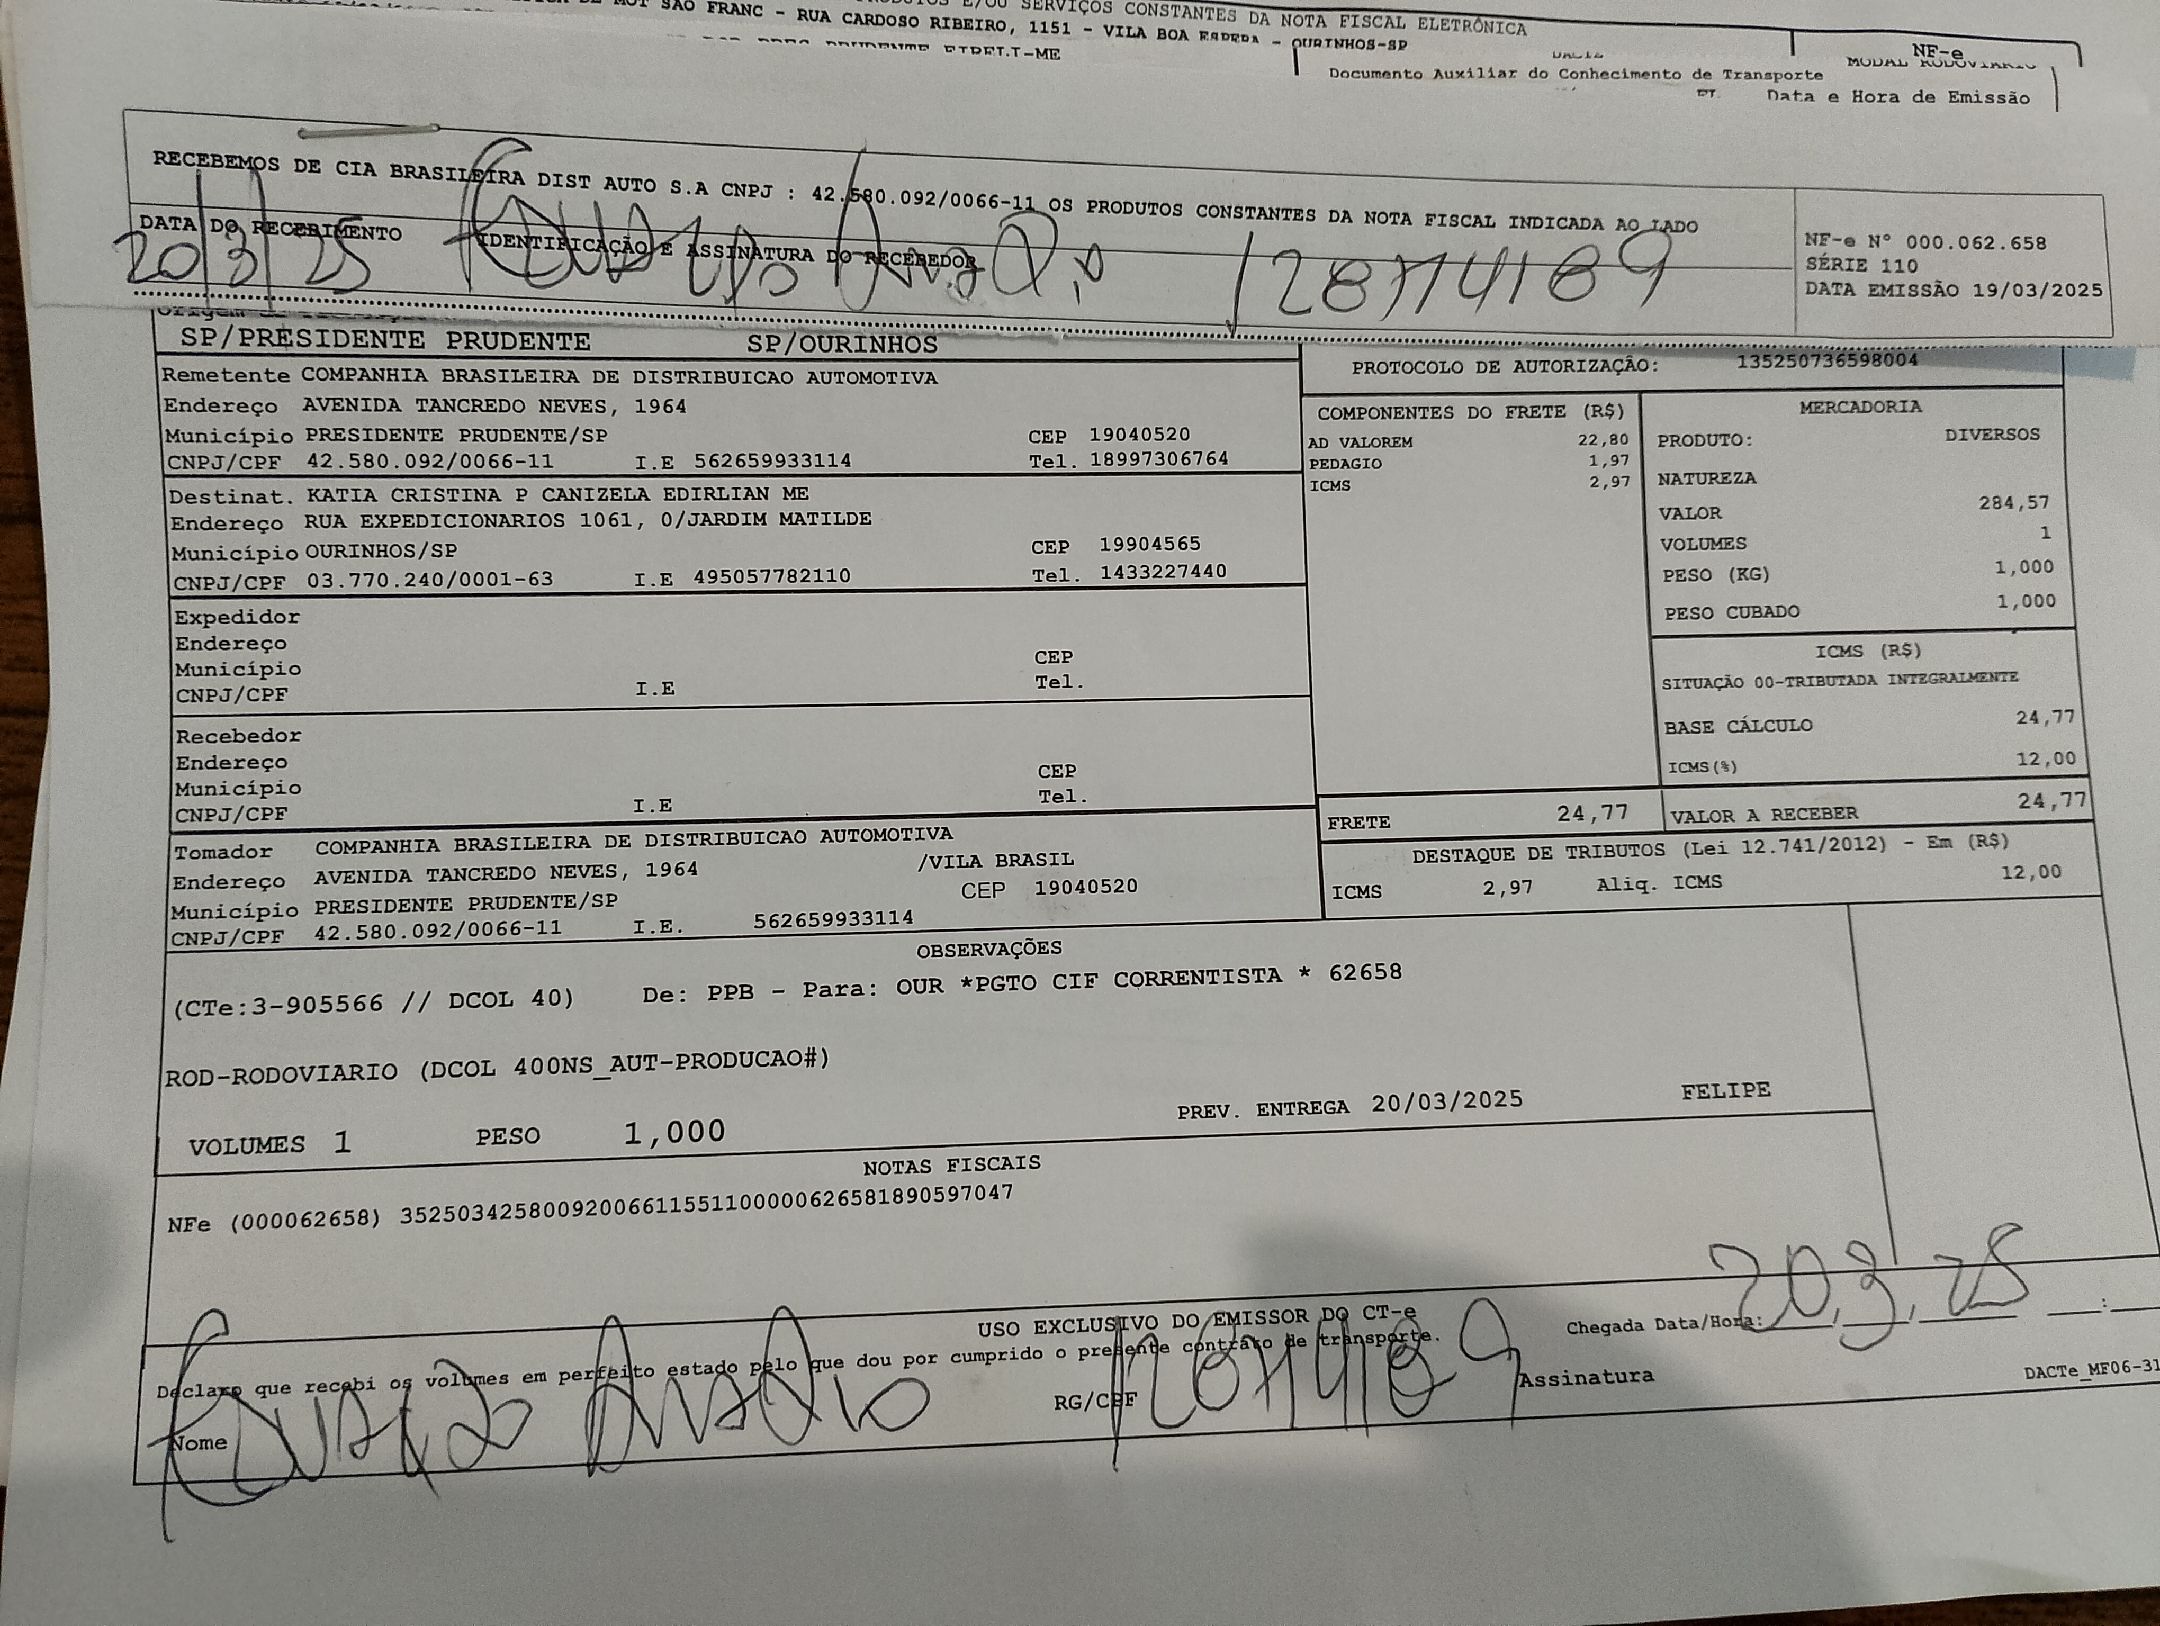 E/OU SERVIÇOS CONSTANTES DA NOTA FISCAL ELETRÔNICA
DE MOT SAO FRANC - RUA CARDOSO RIBEIRO, 1151 - VILA BOA ESPERA - OURINHOS-SP
NF-e
MODAL RODOVIARIO
Documento Auxiliar do Conhecimento de Transporte
Data e Hora de Emissão
RECEBEMOS DE CIA BRASILEIRA DIST AUTO S.A CNPJ : 42.580.092/0066-11 OS PRODUTOS CONSTANTES DA NOTA FISCAL INDICADA AO LADO
DATA DO RECEBIMENTO IDENTIFICAÇÃO E ASSINATURA DO RECEBEDOR
20/3/25
NF-e N° 000.062.658
SÉRIE 110
DATA EMISSÃO 19/03/2025
SP/PRESIDENTE PRUDENTE SP/OURINHOS
PROTOCOLO DE AUTORIZAÇÃO: 135250736598004
Remetente COMPANHIA BRASILEIRA DE DISTRIBUICAO AUTOMOTIVA
Endereço AVENIDA TANCREDO NEVES, 1964
Município PRESIDENTE PRUDENTE/SP CEP 19040520
CNPJ/CPF 42.580.092/0066-11 I.E 562659933114 Tel. 18997306764
Destinat. KATIA CRISTINA P CANIZELA EDIRLIAN ME
Endereço RUA EXPEDICIONARIOS 1061, 0/JARDIM MATILDE
Município OURINHOS/SP CEP 19904565
CNPJ/CPF 03.770.240/0001-63 I.E 495057782110 Tel. 1433227440
Expedidor
Endereço
Município CEP
CNPJ/CPF I.E Tel.
Recebedor
Endereço
Município CEP
CNPJ/CPF I.E Tel.
Tomador COMPANHIA BRASILEIRA DE DISTRIBUICAO AUTOMOTIVA
Endereço AVENIDA TANCREDO NEVES, 1964 /VILA BRASIL
Município PRESIDENTE PRUDENTE/SP CEP 19040520
CNPJ/CPF 42.580.092/0066-11 I.E. 562659933114
COMPONENTES DO FRETE (R$)
AD VALOREM 22,80
PEDAGIO 1,97
ICMS 2,97
MERCADORIA
PRODUTO: DIVERSOS
NATUREZA
VALOR 284,57
VOLUMES 1
PESO (KG) 1,000
PESO CUBADO 1,000
ICMS (R$)
SITUAÇÃO 00-TRIBUTADA INTEGRALMENTE
BASE CÁLCULO 24,77
ICMS(%) 12,00
FRETE 24,77 VALOR A RECEBER 24,77
DESTAQUE DE TRIBUTOS (Lei 12.741/2012) - Em (R$)
ICMS 2,97 Aliq. ICMS 12,00
OBSERVAÇÕES
(CTe:3-905566 // DCOL 40) De: PPB - Para: OUR *PGTO CIF CORRENTISTA * 62658
ROD-RODOVIARIO (DCOL 400NS_AUT-PRODUCAO#)
VOLUMES 1 PESO 1,000 PREV. ENTREGA 20/03/2025 FELIPE
NOTAS FISCAIS
NFe (000062658) 35250342580092006611551100000626581890597047
USO EXCLUSIVO DO EMISSOR DO CT-e
Declaro que recebi os volumes em perfeito estado pelo que dou por cumprido o presente contrato de transporte.
Chegada Data/Hora: 20,3,25 __:__
Nome RG/CPF Assinatura
DACTe_MF06-31